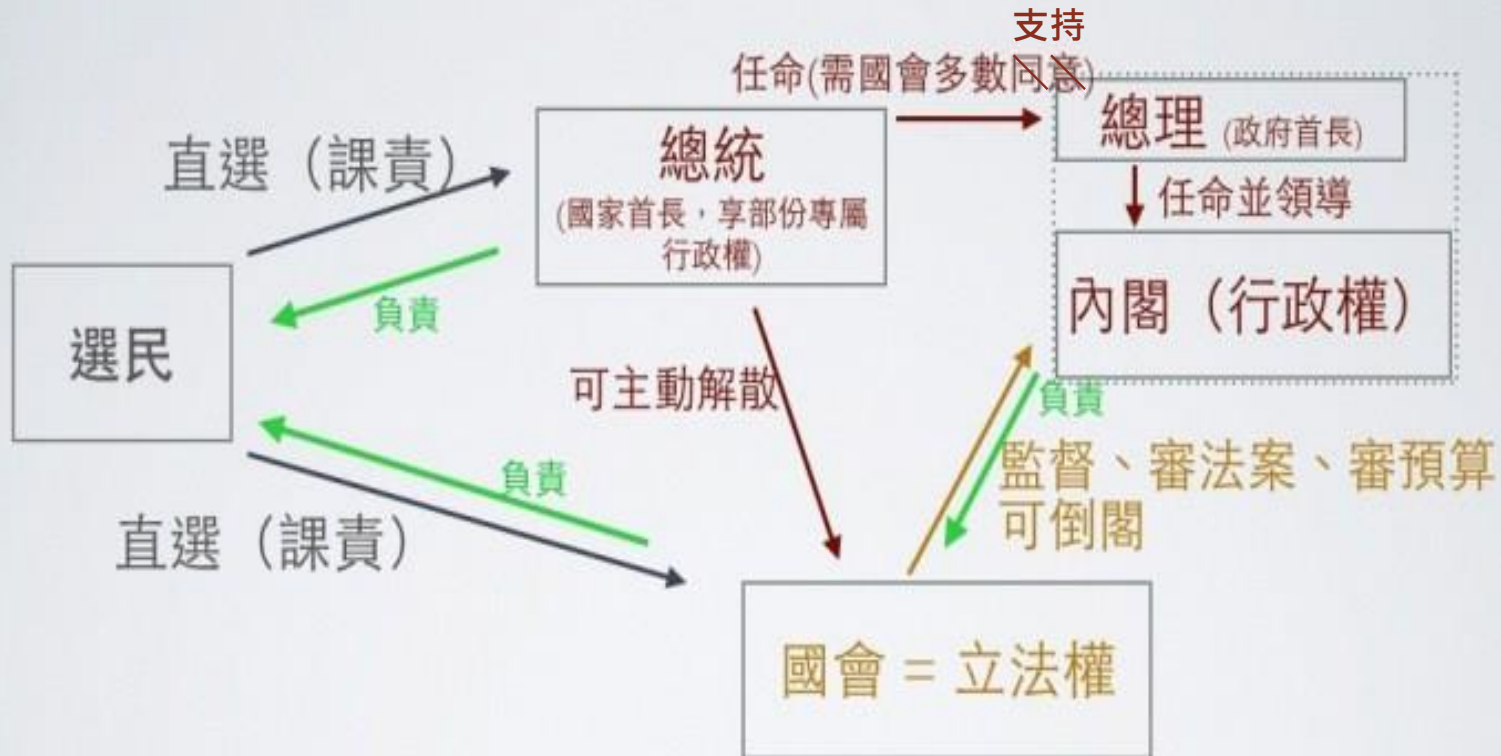 支持
任命(需國會多數同意)
總理 (政府首長)
直選（課責）
總統
(國家首長，享部份專屬
行政權)
任命並領導
內閣（行政權）
負責
選民
可主動解散
負責
監督、審法案、審預算
可倒閣
負責
直選（課責）
國會 = 立法權